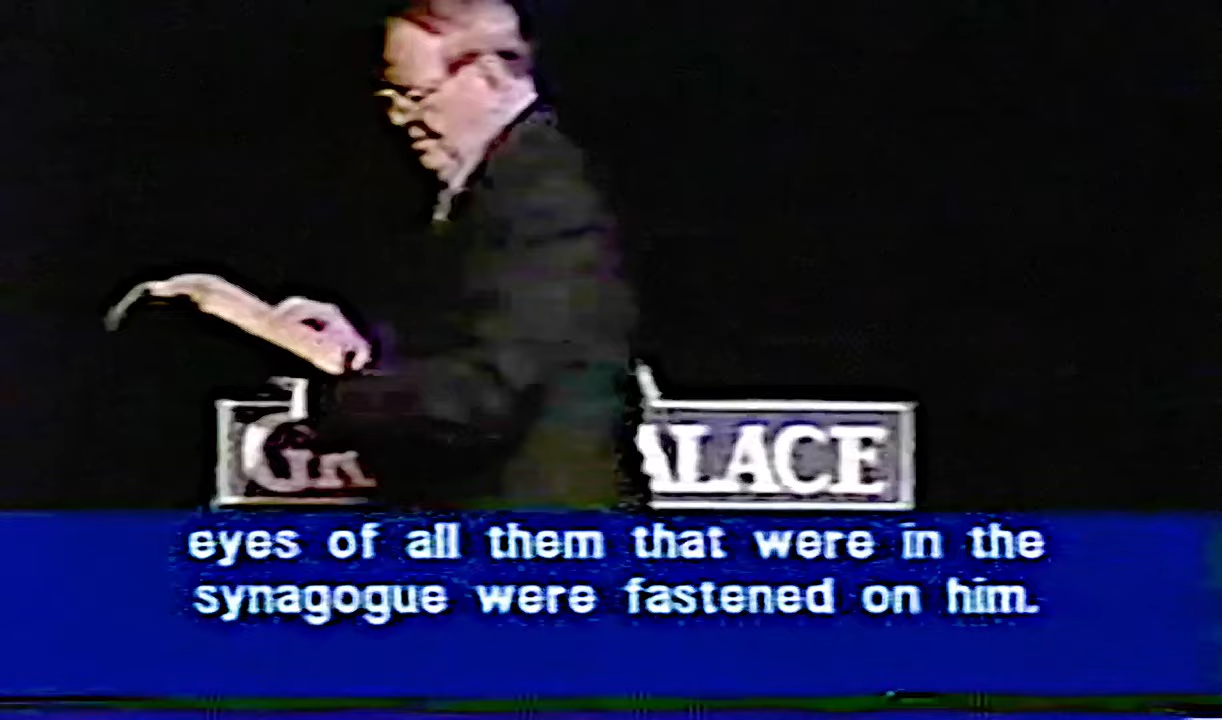 ALACE
eyes of all them that were in the
synagogue were fastened on him.